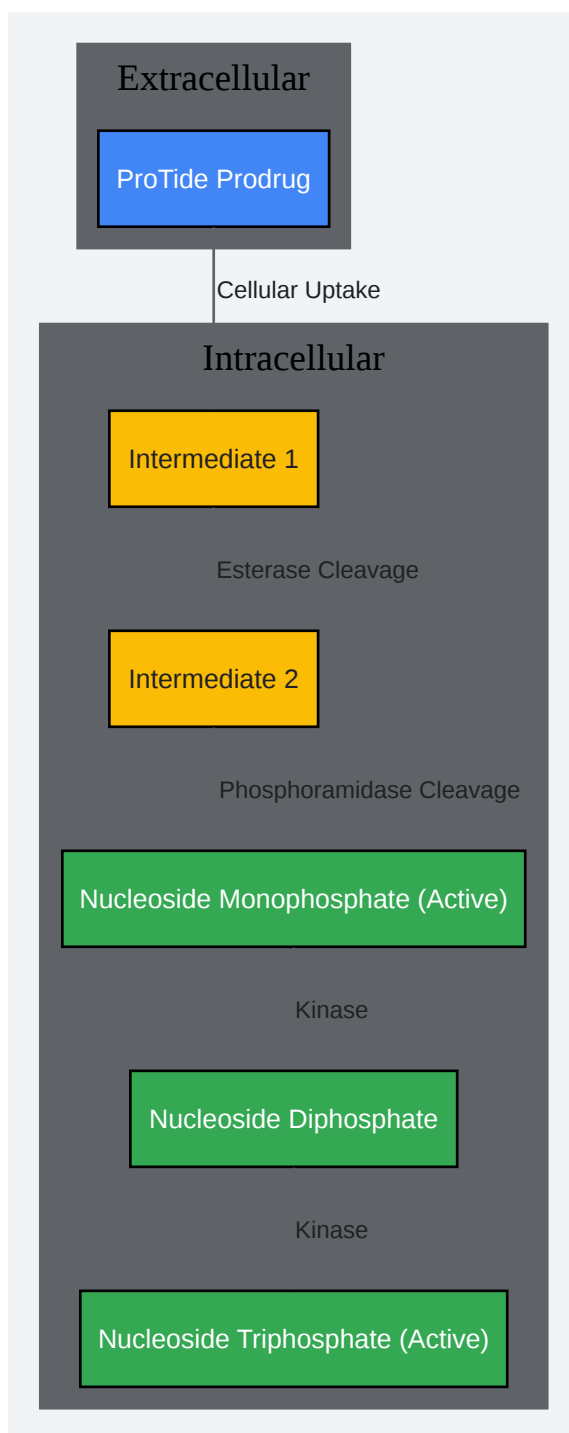 Extracellular
ProTide Prodrug
Cellular Uptake
Intracellular
Intermediate 1
Esterase Cleavage
Intermediate 2
Phosphoramidase Cleavage
Nucleoside Monophosphate (Active)
Kinase
Nucleoside Diphosphate
Kinase
Nucleoside Triphosphate (Active)